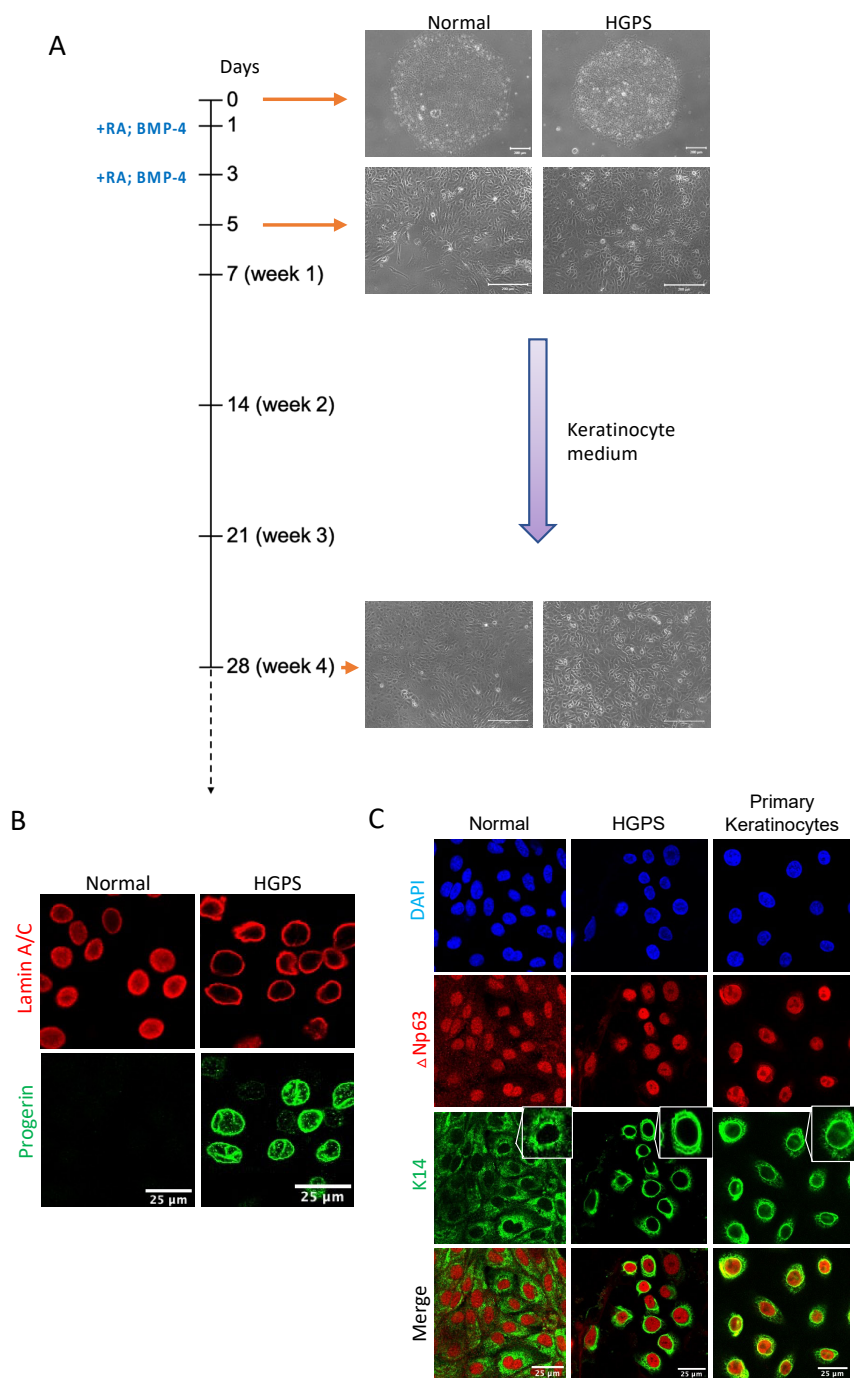 A
Normal
HGPS
Days
0
+RA; BMP-4
1
+RA; BMP-4
3
5
7 (week 1)
14 (week 2)
Keratinocyte
medium
21 (week 3)
28 (week 4)
B
Normal
HGPS
Lamin A/C
Progerin
25 µm
25 µm
C
Normal
HGPS
Primary
Keratinocytes
DAPI
ΔNp63
K14
Merge
25 µm
25 µm
25 µm